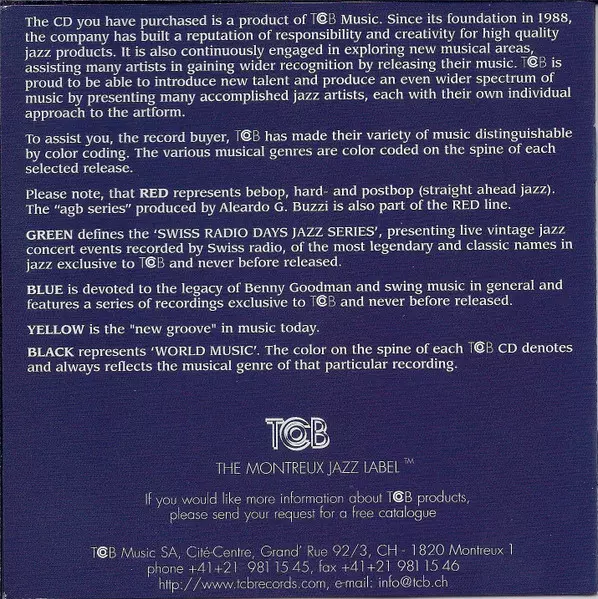 The CD you have purchased is a product of TCB Music. Since its foundation in 1988,
the company has built a reputation of responsibility and creativity for high quality
jazz products. It is also continuously engaged in exploring new musical areas,
assisting many artists in gaining wider recognition by releasing their music. TCB is
proud to be able to introduce new talent and produce an even wider spectrum of
music by presenting many accomplished jazz artists, each with their own individual
approach to the artform.
To assist you, the record buyer, TCB has made their variety of music distinguishable
by color coding. The various musical genres are color coded on the spine of each
selected release.
Please note, that RED represents bebop, hard- and postbop (straight ahead jazz).
The “agb series” produced by Aleardo G. Buzzi is also part of the RED line.
GREEN defines the ‘SWISS RADIO DAYS JAZZ SERIES’, presenting live vintage jazz
concert events recorded by Swiss radio, of the most legendary and classic names in
jazz exclusive to TCB and never before released.
BLUE is devoted to the legacy of Benny Goodman and swing music in general and
features a series of recordings exclusive to TCB and never before released.
YELLOW is the "new groove" in music today.
BLACK represents ‘WORLD MUSIC’. The color on the spine of each TCB CD denotes
and always reflects the musical genre of that particular recording.
TCB
THE MONTREUX JAZZ LABEL ™
If you would like more information about TCB products,
please send your request for a free catalogue
TCB Music SA, Cité-Centre, Grand' Rue 92/3, CH - 1820 Montreux 1
phone +41+21 981 15 45, fax +41+21 981 15 46
http://www.tcbrecords.com, e-mail: info@tcb.ch